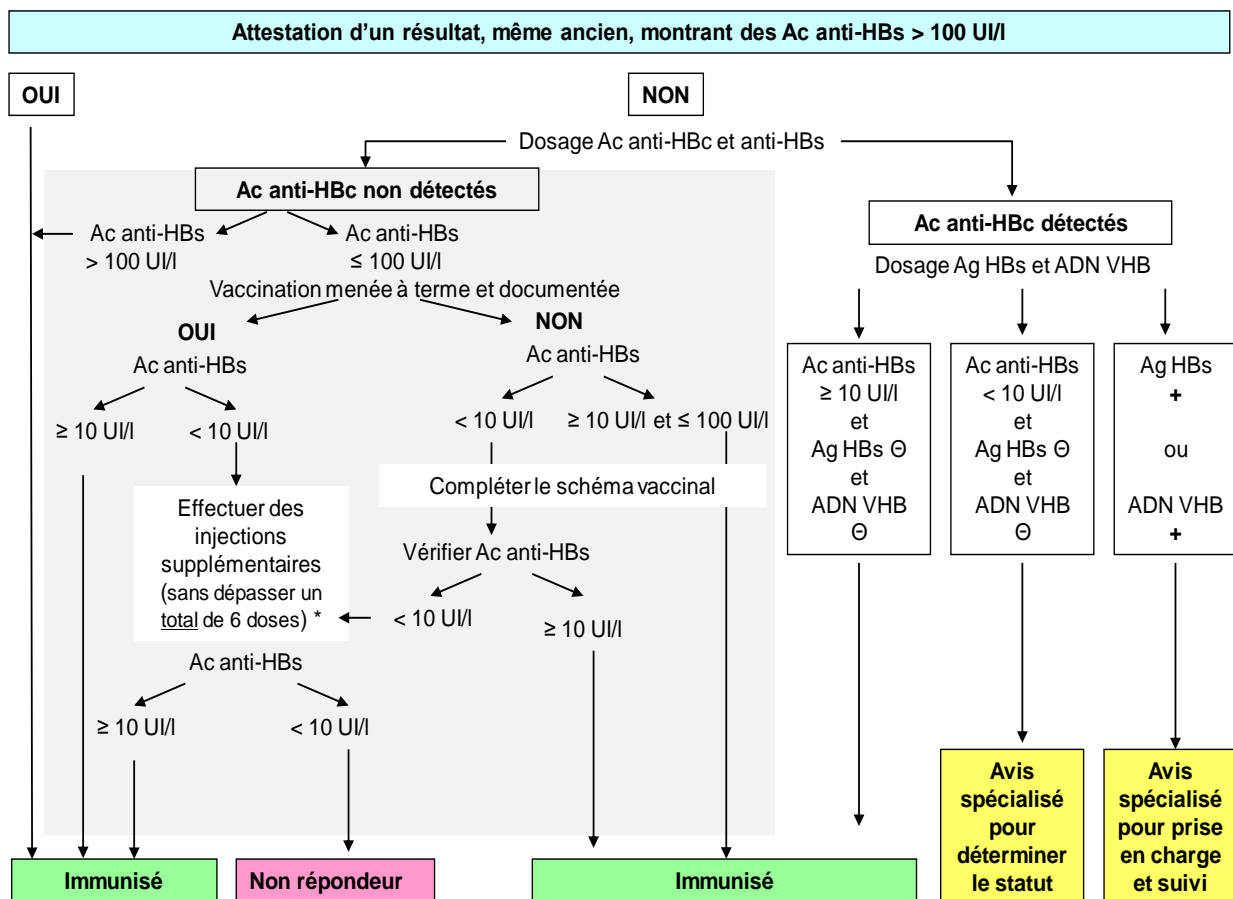 Attestation d’un résultat, même ancien, montrant des Ac anti-HBs > 100 UI/l
OUI
NON
Dosage Ac anti-HBc et anti-HBs
Ac anti-HBc non détectés
Ac anti-HBs
> 100 UI/l
Ac anti-HBs
≤ 100 UI/l
Vaccination menée à terme et documentée
OUI
Ac anti-HBs
≥ 10 UI/l
< 10 UI/l
NON
Ac anti-HBs
< 10 UI/l
≥ 10 UI/l et ≤ 100 UI/l
Effectuer des
injections
supplémentaires
(sans dépasser un
total de 6 doses) *
Compléter le schéma vaccinal
Vérifier Ac anti-HBs
< 10 UI/l
≥ 10 UI/l
Ac anti-HBs
≥ 10 UI/l
< 10 UI/l
Ac anti-HBc détectés
Dosage Ag HBs et ADN VHB
Ac anti-HBs
≥ 10 UI/l
et
Ag HBs Θ
et
ADN VHB
Θ
Ac anti-HBs
< 10 UI/l
et
Ag HBs Θ
et
ADN VHB
Θ
Ag HBs
+
ou
ADN VHB
+
Immunisé
Non répondeur
Immunisé
Avis
spécialisé
pour
déterminer
le statut
Avis
spécialisé
pour prise
en charge
et suivi